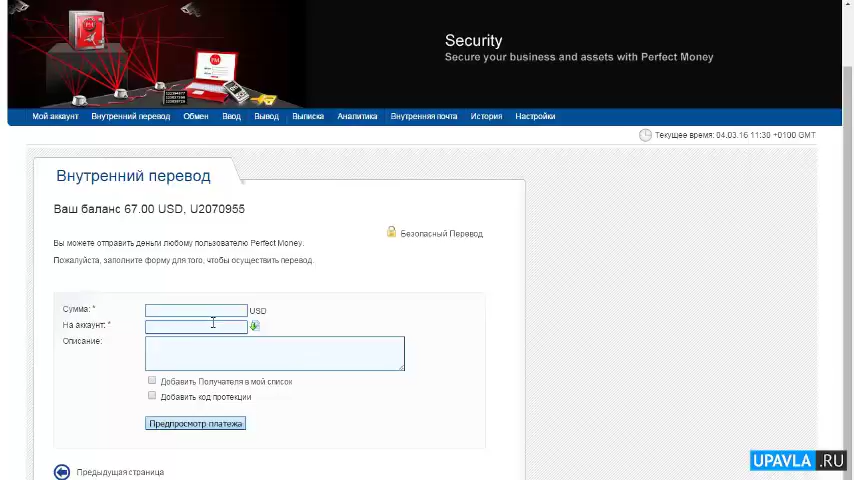 Security
Secure your business and assets with Perfect Money
Мой аккаунт Внутренний перевод Обмен Ввод Вывод Выписка Аналитика Внутренняя почта История Настройки
Текущее время: 04.03.16 11:30 +0100 GMT
Внутренний перевод
Ваш баланс 67.00 USD, U2070955
Безопасный Перевод
Вы можете отправить деньги любому пользователю Perfect Money.
Пожалуйста, заполните форму для того, чтобы осуществить перевод.
Сумма: * USD
На аккаунт: *
Описание:
Добавить Получателя в мой список
Добавить код протекции
Предпросмотр платежа
Предыдущая страница
UPAVLA .RU